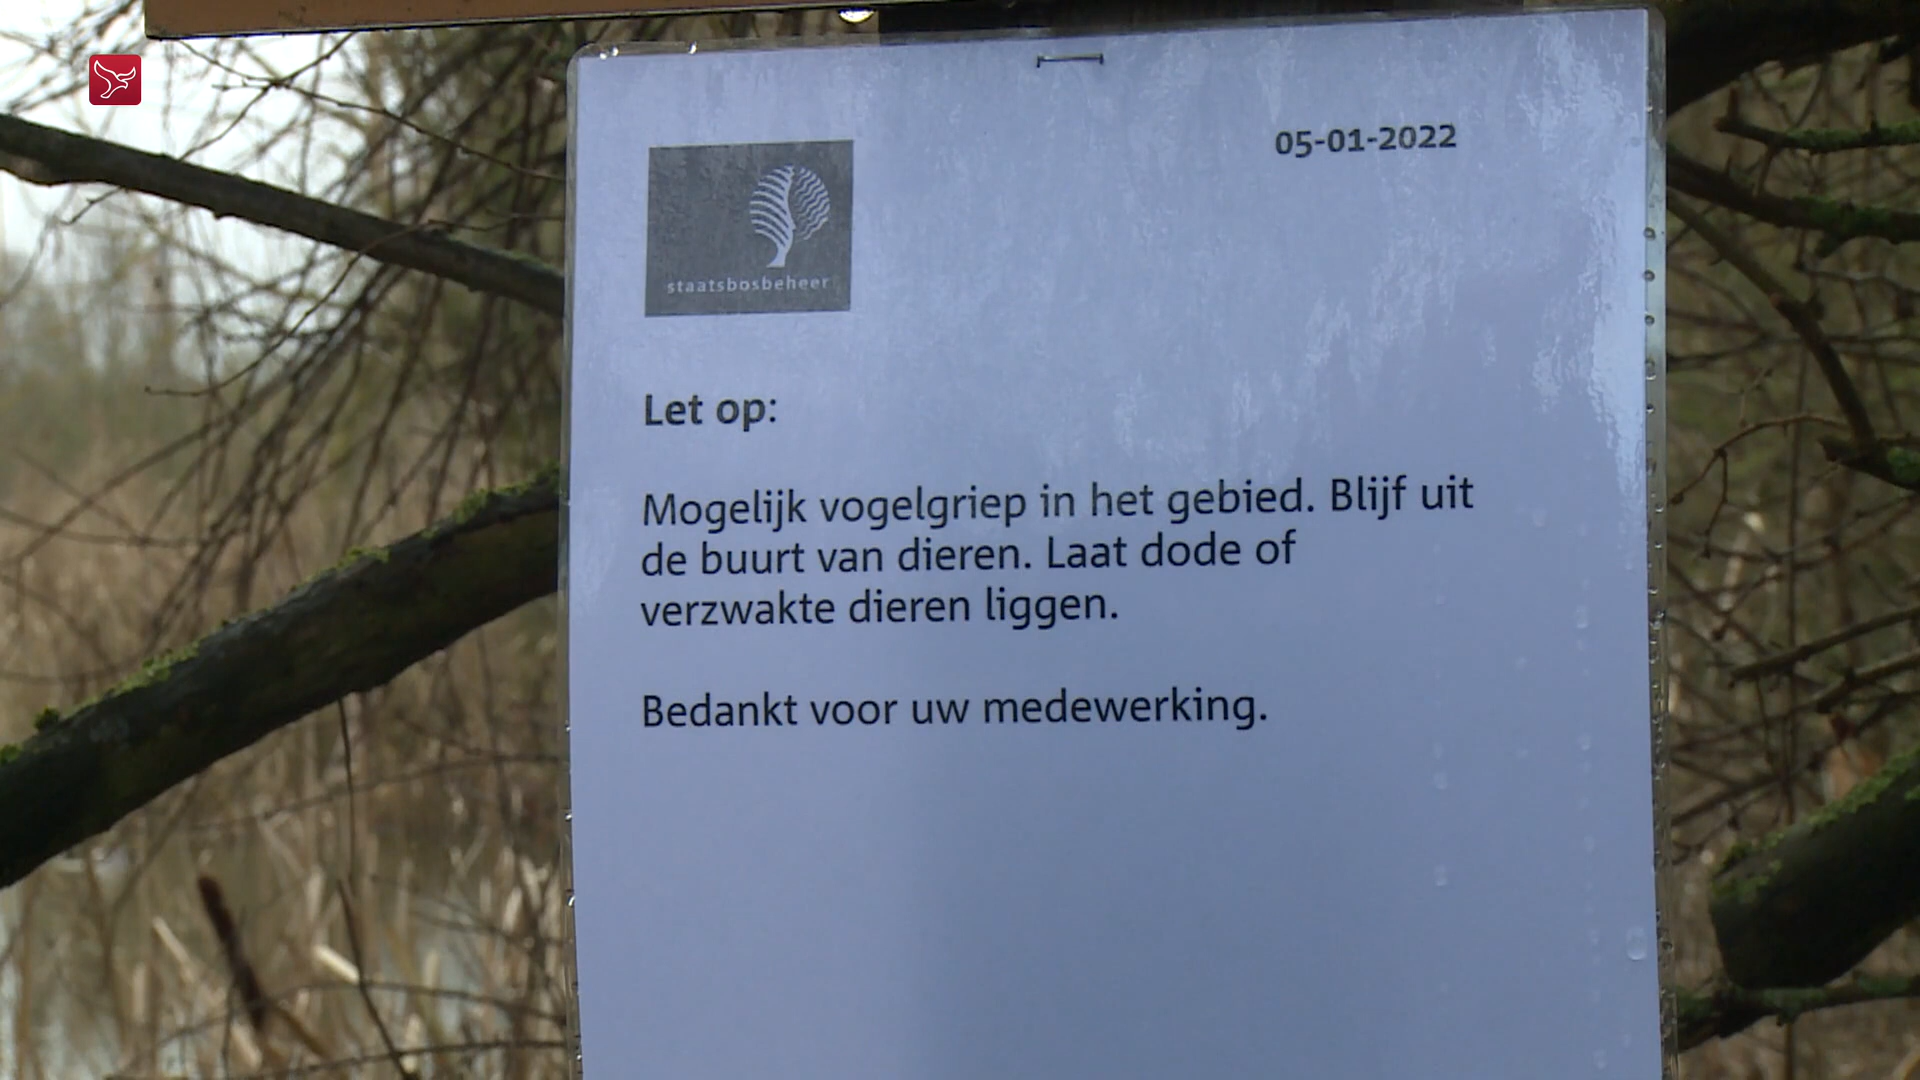 05-01-2022
staatsbosbeheer
Let op:
Mogelijk vogelgriep in het gebied. Blijf uit
de buurt van dieren. Laat dode of
verzwakte dieren liggen.
Bedankt voor uw medewerking.